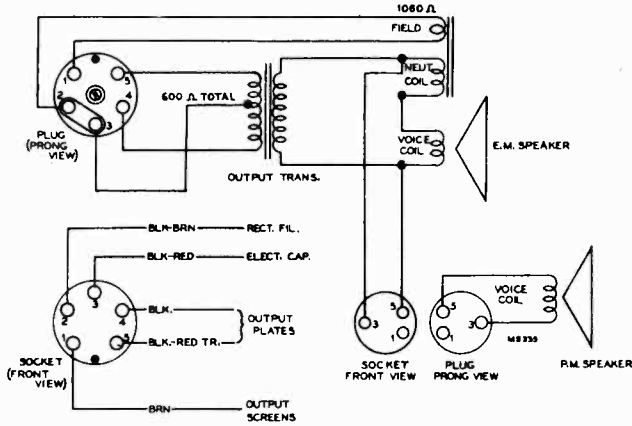 1060 Ω
FIELD
NEUT.
COIL
1
5
2
4
3
PLUG
(PRONG
VIEW)
600 Ω TOTAL
OUTPUT TRANS.
VOICE
COIL
E.M. SPEAKER
BLK-BRN
RECT. FIL.
BLK-RED
ELECT. CAP.
3
2
4
1
5
BLK.
BLK.-RED TR.
OUTPUT
PLATES
SOCKET
(FRONT
VIEW)
BRN
OUTPUT
SCREENS
3
5
1
SOCKET
FRONT VIEW
5
1
3
PLUG
PRONG VIEW
VOICE
COIL
MS235
P.M. SPEAKER